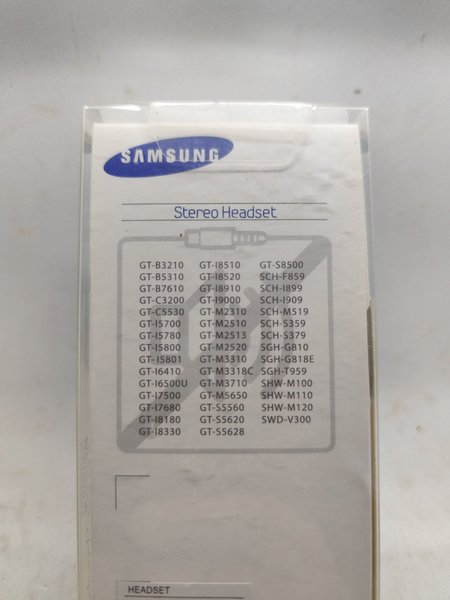 SAMSUNG
Stereo Headset
GT-B3210 GT-I8510 GT-S8500
GT-B5310 GT-I8520 SCH-F859
GT-B7610 GT-I8910 SCH-I899
GT-C3200 GT-I9000 SCH-I909
GT-C5530 GT-M2310 SCH-M519
GT-I5700 GT-M2510 SCH-S359
GT-I5780 GT-M2513 SCH-S379
GT-I5800 GT-M2520 SGH-G810
GT- I5801 GT-M3310 SGH-G818E
GT-I6410 GT-M3318C SGH-T959
GT-I6500U GT-M3710 SHW-M100
GT-I7500 GT-M5650 SHW-M110
GT-I7680 GT-S5560 SHW-M120
GT-I8180 GT-S5620 SWD-V300
GT-I8330 GT-S5628
HEADSET